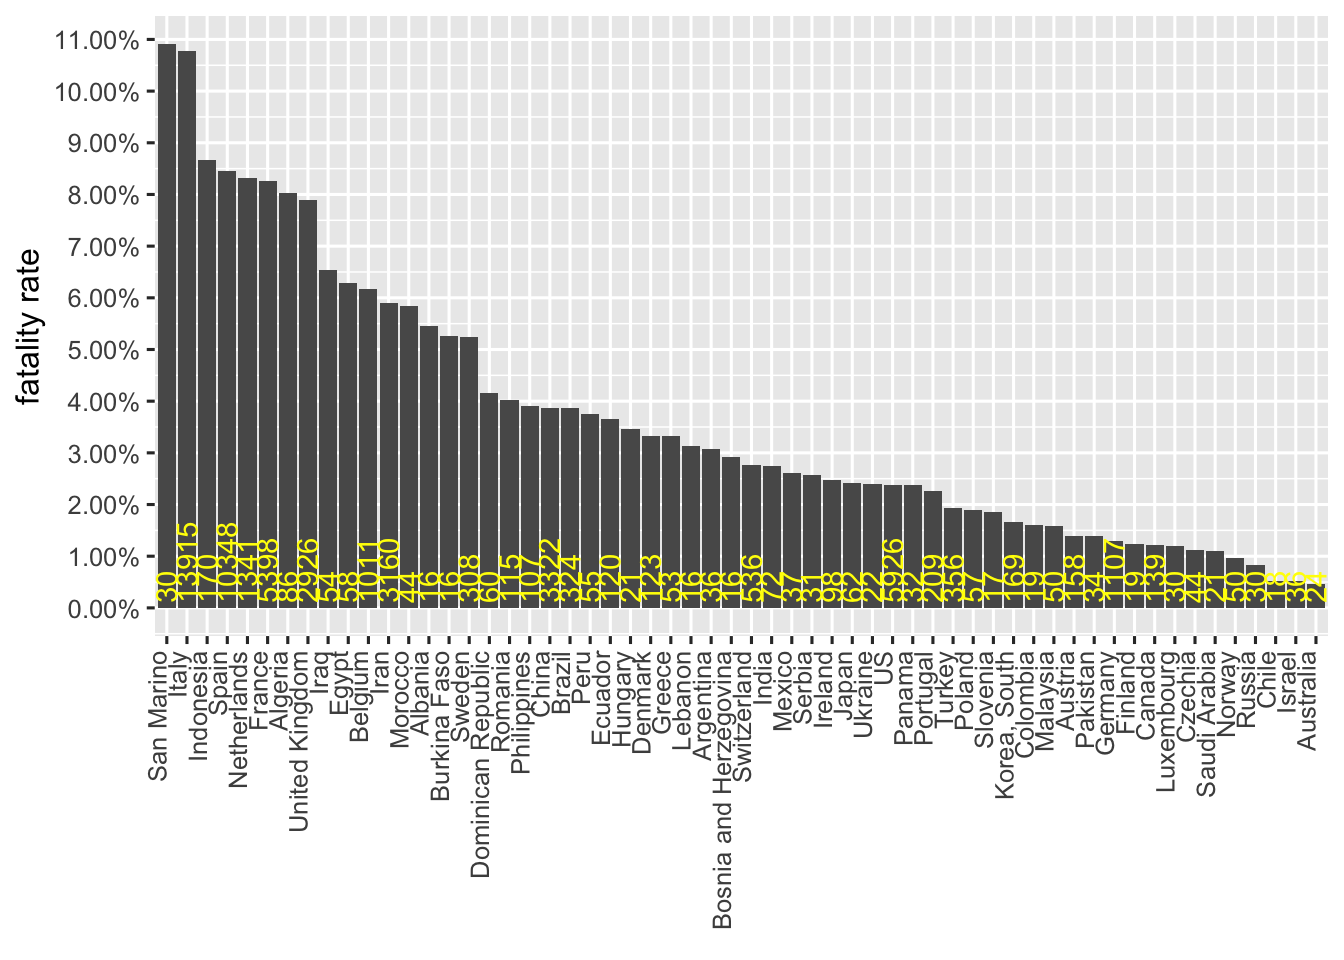 fatality rate
11.00%
10.00%
9.00%
8.00%
7.00%
6.00%
5.00%
4.00%
3.00%
2.00%
1.00%
0.00%
30
13915
170
10348
1341
5398
86
2926
54
58
1011
3160
44
16
16
308
60
115
107
3322
324
55
120
21
123
53
16
36
16
536
72
37
31
98
62
22
5926
32
209
356
57
17
169
19
50
158
34
1107
19
139
30
44
21
50
30
18
36
24
San Marino
Italy
Indonesia
Spain
Netherlands
France
Algeria
United Kingdom
Iraq
Egypt
Belgium
Iran
Morocco
Albania
Burkina Faso
Sweden
Dominican Republic
Romania
Philippines
China
Brazil
Peru
Ecuador
Hungary
Denmark
Greece
Lebanon
Argentina
Bosnia and Herzegovina
Switzerland
India
Mexico
Serbia
Ireland
Japan
Ukraine
US
Panama
Portugal
Turkey
Poland
Slovenia
Korea, South
Colombia
Malaysia
Austria
Pakistan
Germany
Finland
Canada
Luxembourg
Czechia
Saudi Arabia
Norway
Russia
Chile
Israel
Australia